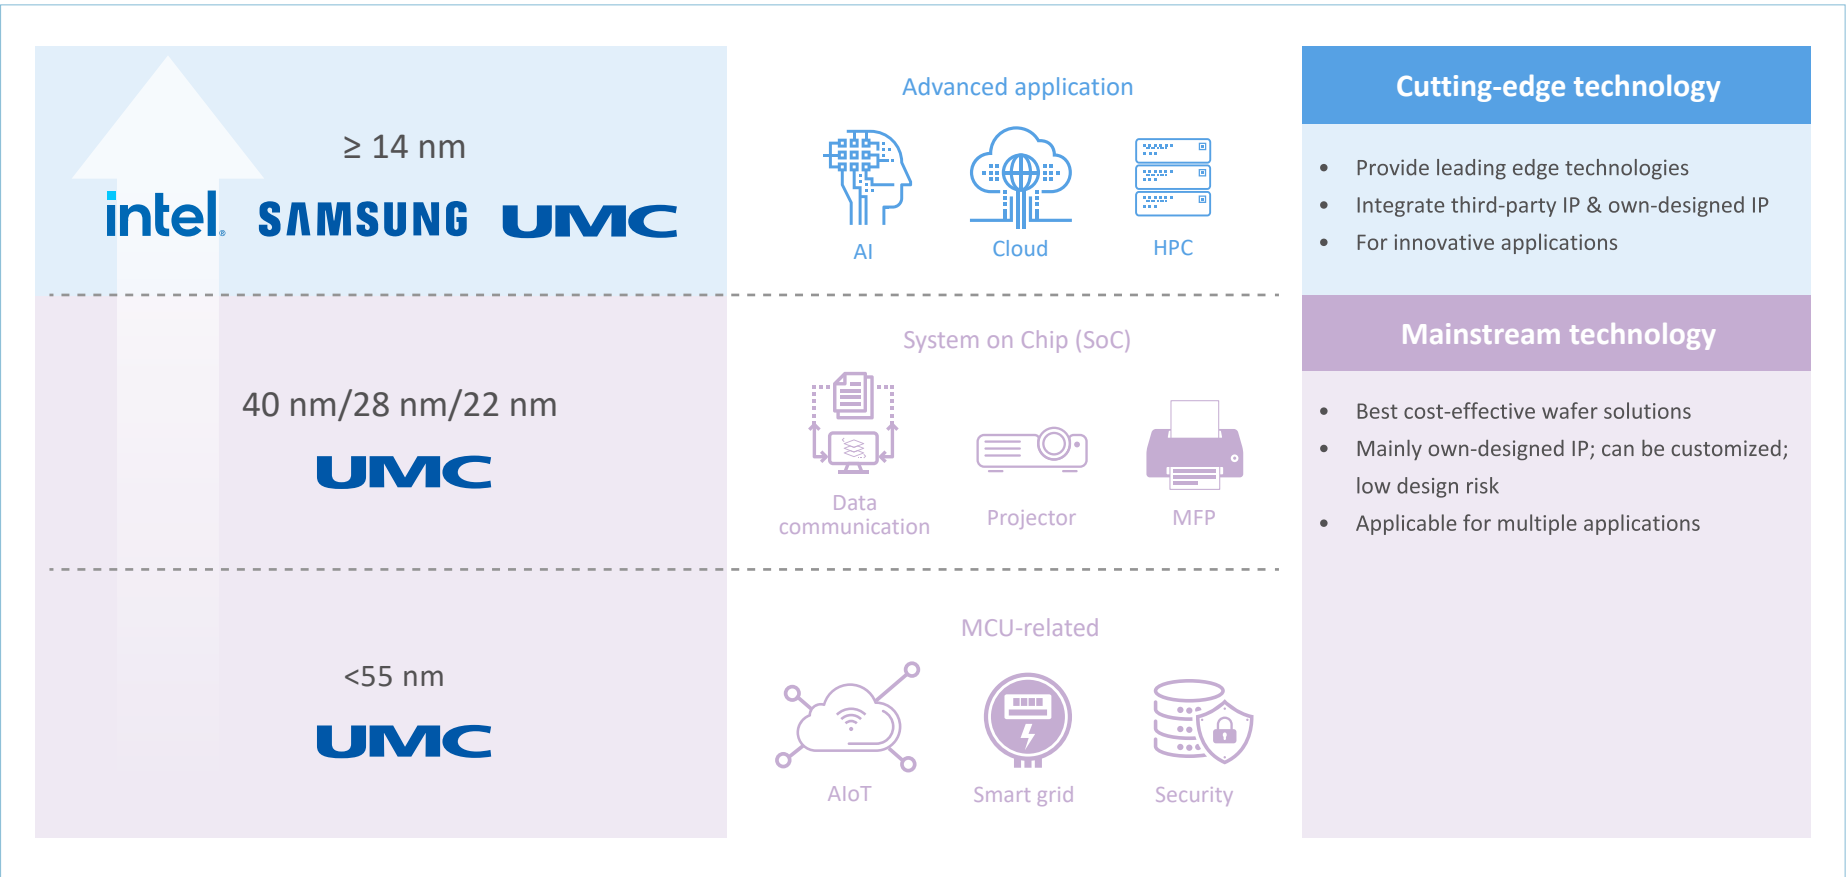 ≥ 14 nm
intel. SAMSUNG UMC
Advanced application
AI
Cloud
HPC
Cutting-edge technology
• Provide leading edge technologies
• Integrate third-party IP & own-designed IP
• For innovative applications
40 nm/28 nm/22 nm
UMC
System on Chip (SoC)
Data
communication
Projector
MFP
Mainstream technology
• Best cost-effective wafer solutions
• Mainly own-designed IP; can be customized;
low design risk
• Applicable for multiple applications
<55 nm
UMC
MCU-related
AIoT
Smart grid
Security